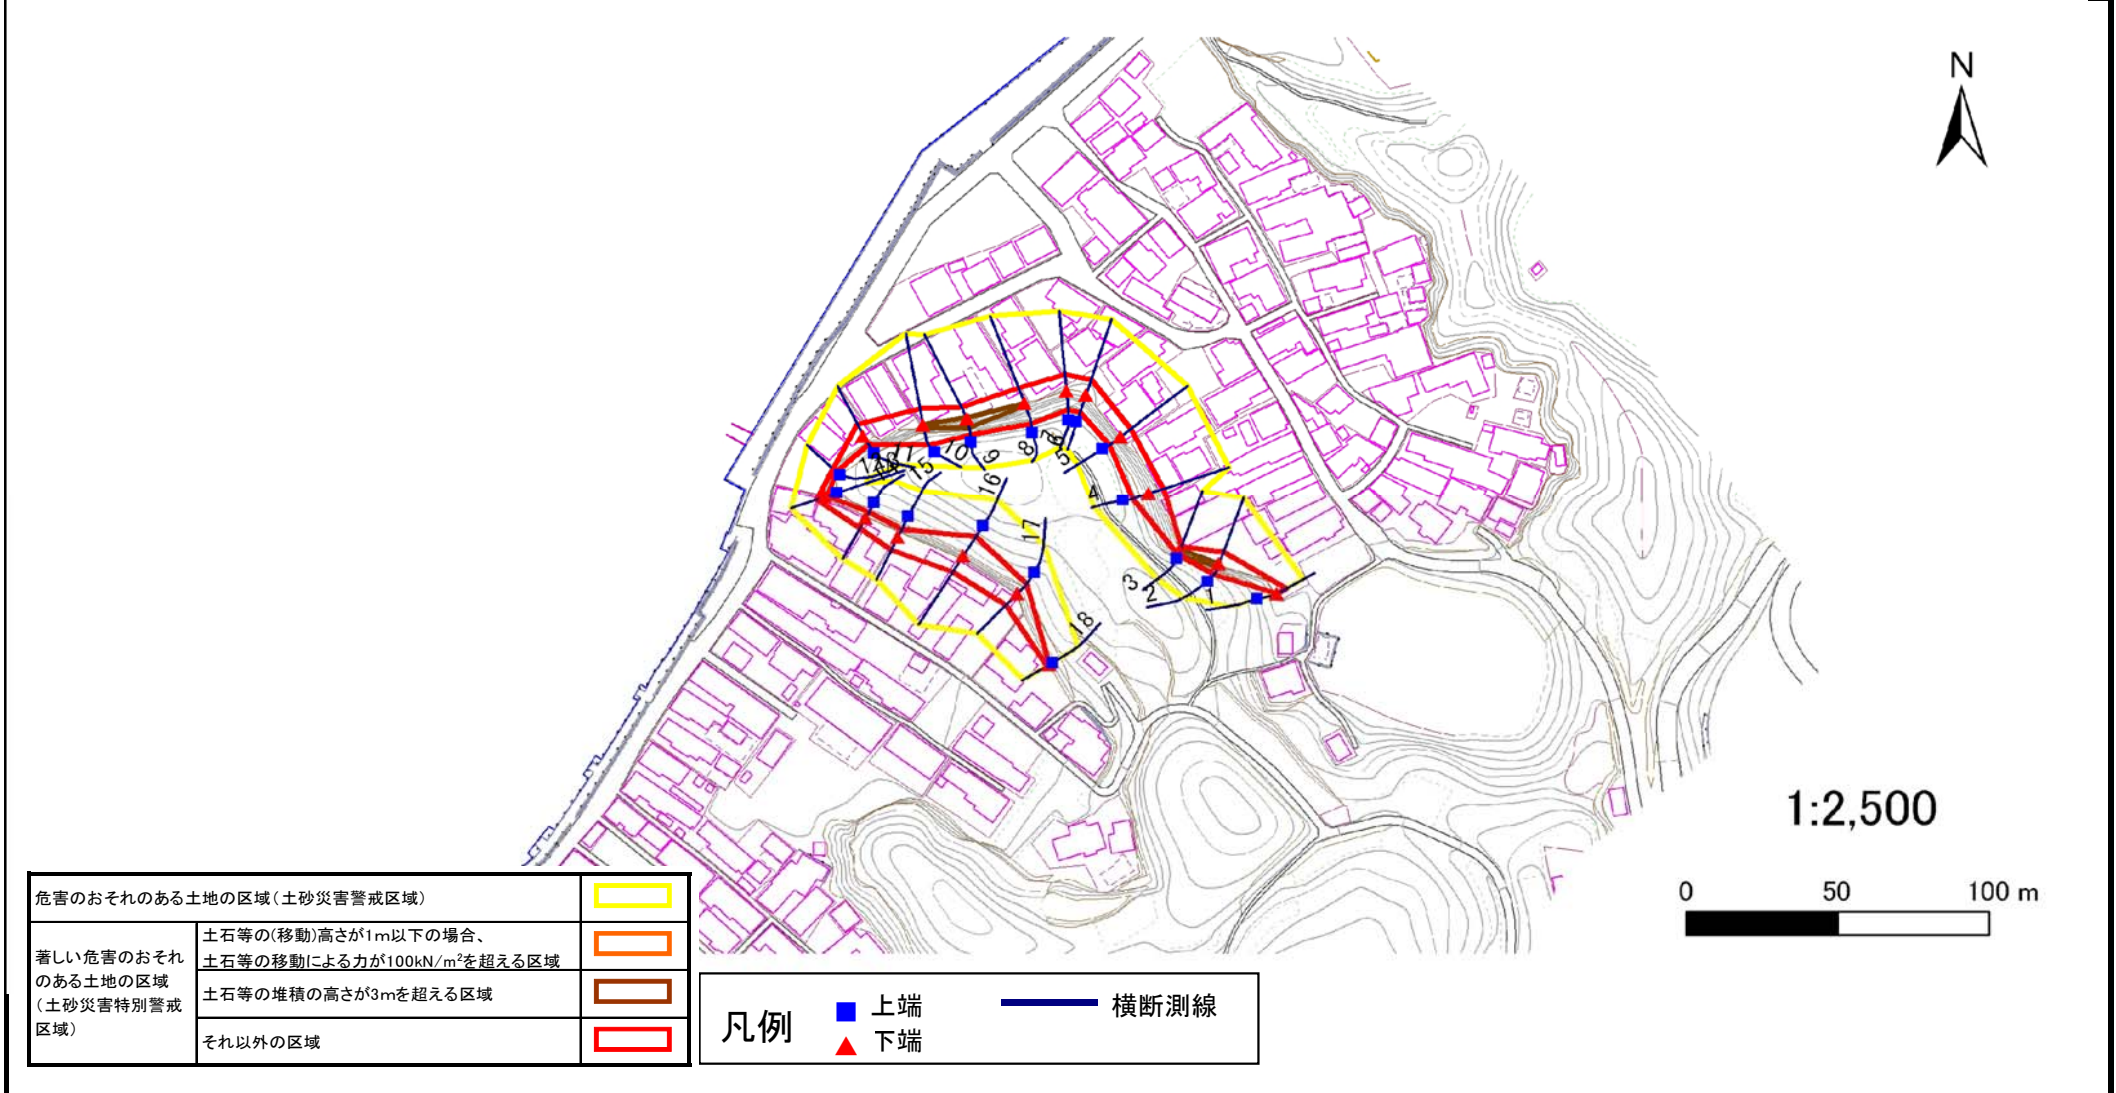 N
1:2,500
0 50 100 m
8
7
6
5
9
10
11
12
15
16
4
17
3
2
1
18
危害のおそれのある土地の区域(土砂災害警戒区域)
著しい危害のおそれ
のある土地の区域
(土砂災害特別警戒
区域)
土石等の(移動)高さが1m以下の場合、
土石等の移動による力が100kN/m²を超える区域
土石等の堆積の高さが3mを超える区域
それ以外の区域
凡例
上端
下端
横断測線